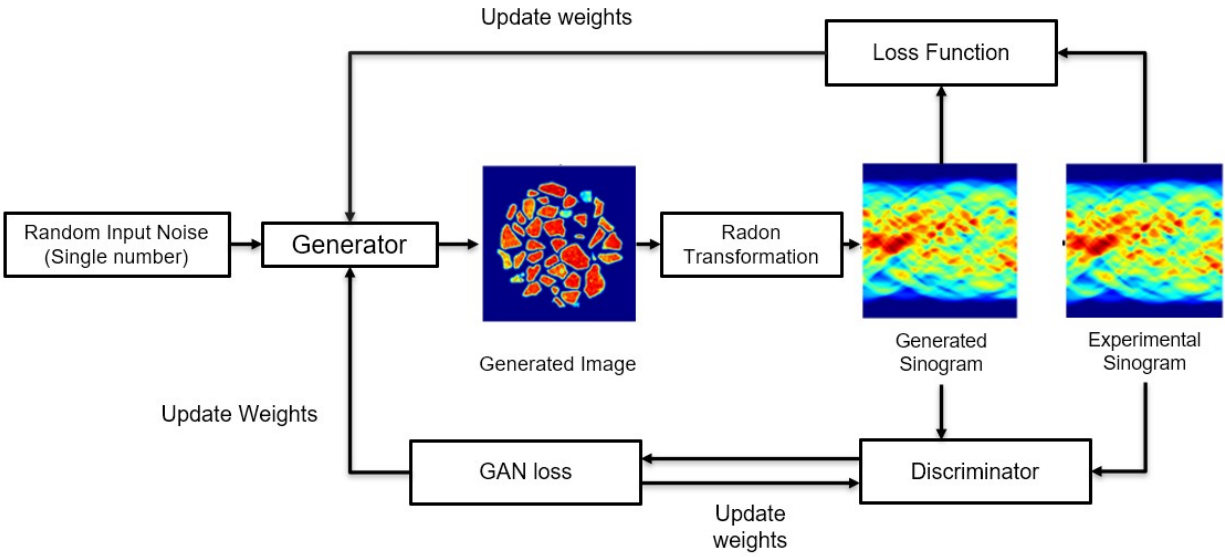 Update weights
Loss Function
Random Input Noise
(Single number)
Generator
Radon
Transformation
Generated Image
Generated
Sinogram
Experimental
Sinogram
Update Weights
GAN loss
Discriminator
Update
weights